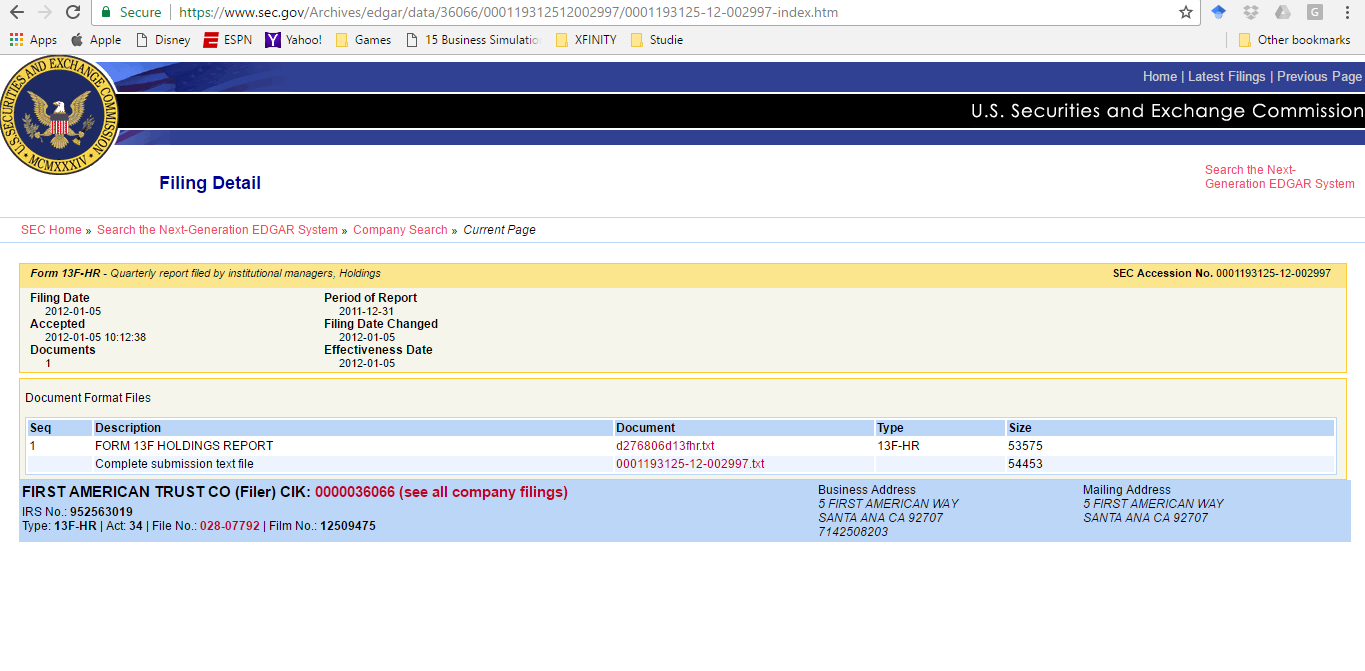 Secure
https://www.sec.gov/Archives/edgar/data/36066/000119312512002997/0001193125-12-002997-index.htm
G
Apps Apple Disney ESPN Yahoo! Games 15 Business Simulatio XFINITY Studie Other bookmarks
U.S. SECURITIES AND EXCHANGE COMMISSION
MCMXXXIV
Home | Latest Filings | Previous Page
U.S. Securities and Exchange Commission
Filing Detail
Search the Next-
Generation EDGAR System
SEC Home » Search the Next-Generation EDGAR System » Company Search » Current Page
Form 13F-HR - Quarterly report filed by institutional managers, Holdings SEC Accession No. 0001193125-12-002997
Filing Date Period of Report
2012-01-05 2011-12-31
Accepted Filing Date Changed
2012-01-05 10:12:38 2012-01-05
Documents Effectiveness Date
1 2012-01-05
Document Format Files
Seq Description Document Type Size
1 FORM 13F HOLDINGS REPORT d276806d13fhr.txt 13F-HR 53575
Complete submission text file 0001193125-12-002997.txt 54453
FIRST AMERICAN TRUST CO (Filer) CIK: 0000036066 (see all company filings)
IRS No.: 952563019
Type: 13F-HR | Act: 34 | File No.: 028-07792 | Film No.: 12509475
Business Address
5 FIRST AMERICAN WAY
SANTA ANA CA 92707
7142508203
Mailing Address
5 FIRST AMERICAN WAY
SANTA ANA CA 92707